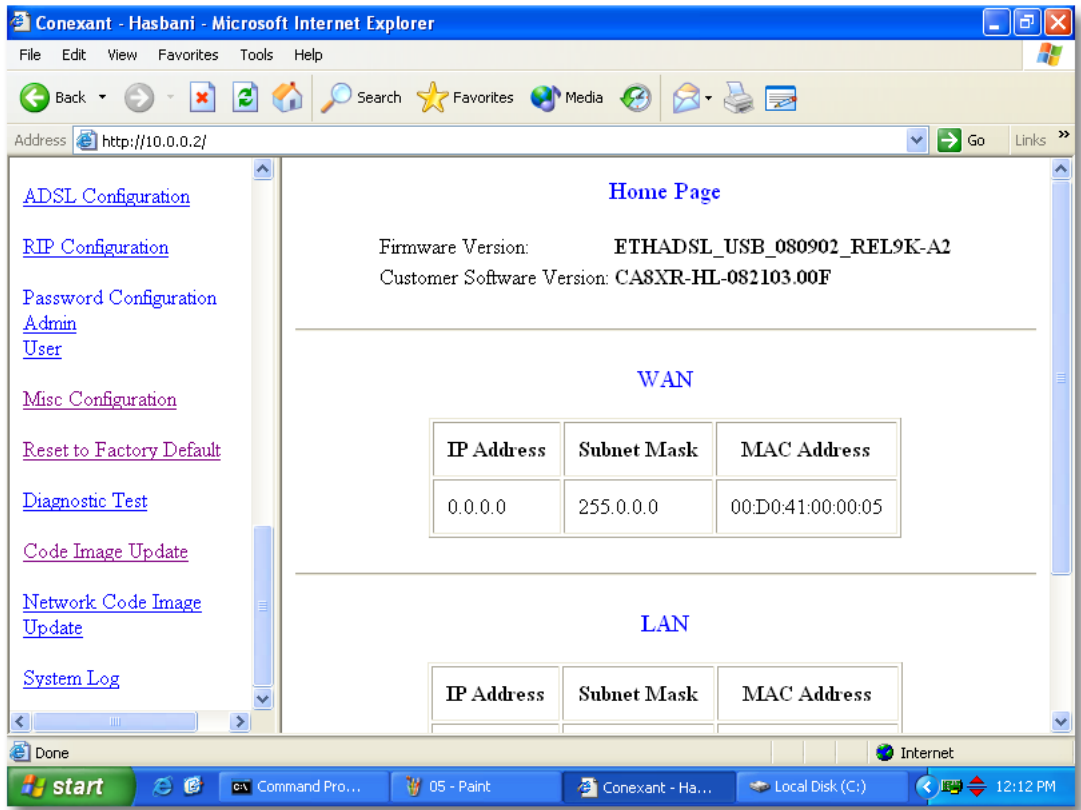 Conexant - Hasbani - Microsoft Internet Explorer
File Edit View Favorites Tools Help
Back Search Favorites Media
Address http://10.0.0.2/ Go Links »
ADSL Configuration
RIP Configuration
Password Configuration
Admin
User
Misc Configuration
Reset to Factory Default
Diagnostic Test
Code Image Update
Network Code Image
Update
System Log
Home Page
Firmware Version: ETHADSL_USB_080902_REL9K-A2
Customer Software Version: CA8XR-HL-082103.00F
WAN
IP Address Subnet Mask MAC Address
0.0.0.0 255.0.0.0 00:D0:41:00:00:05
LAN
IP Address Subnet Mask MAC Address
Done Internet
start Command Pro... 05 - Paint Conexant - Ha... Local Disk (C:) 12:12 PM